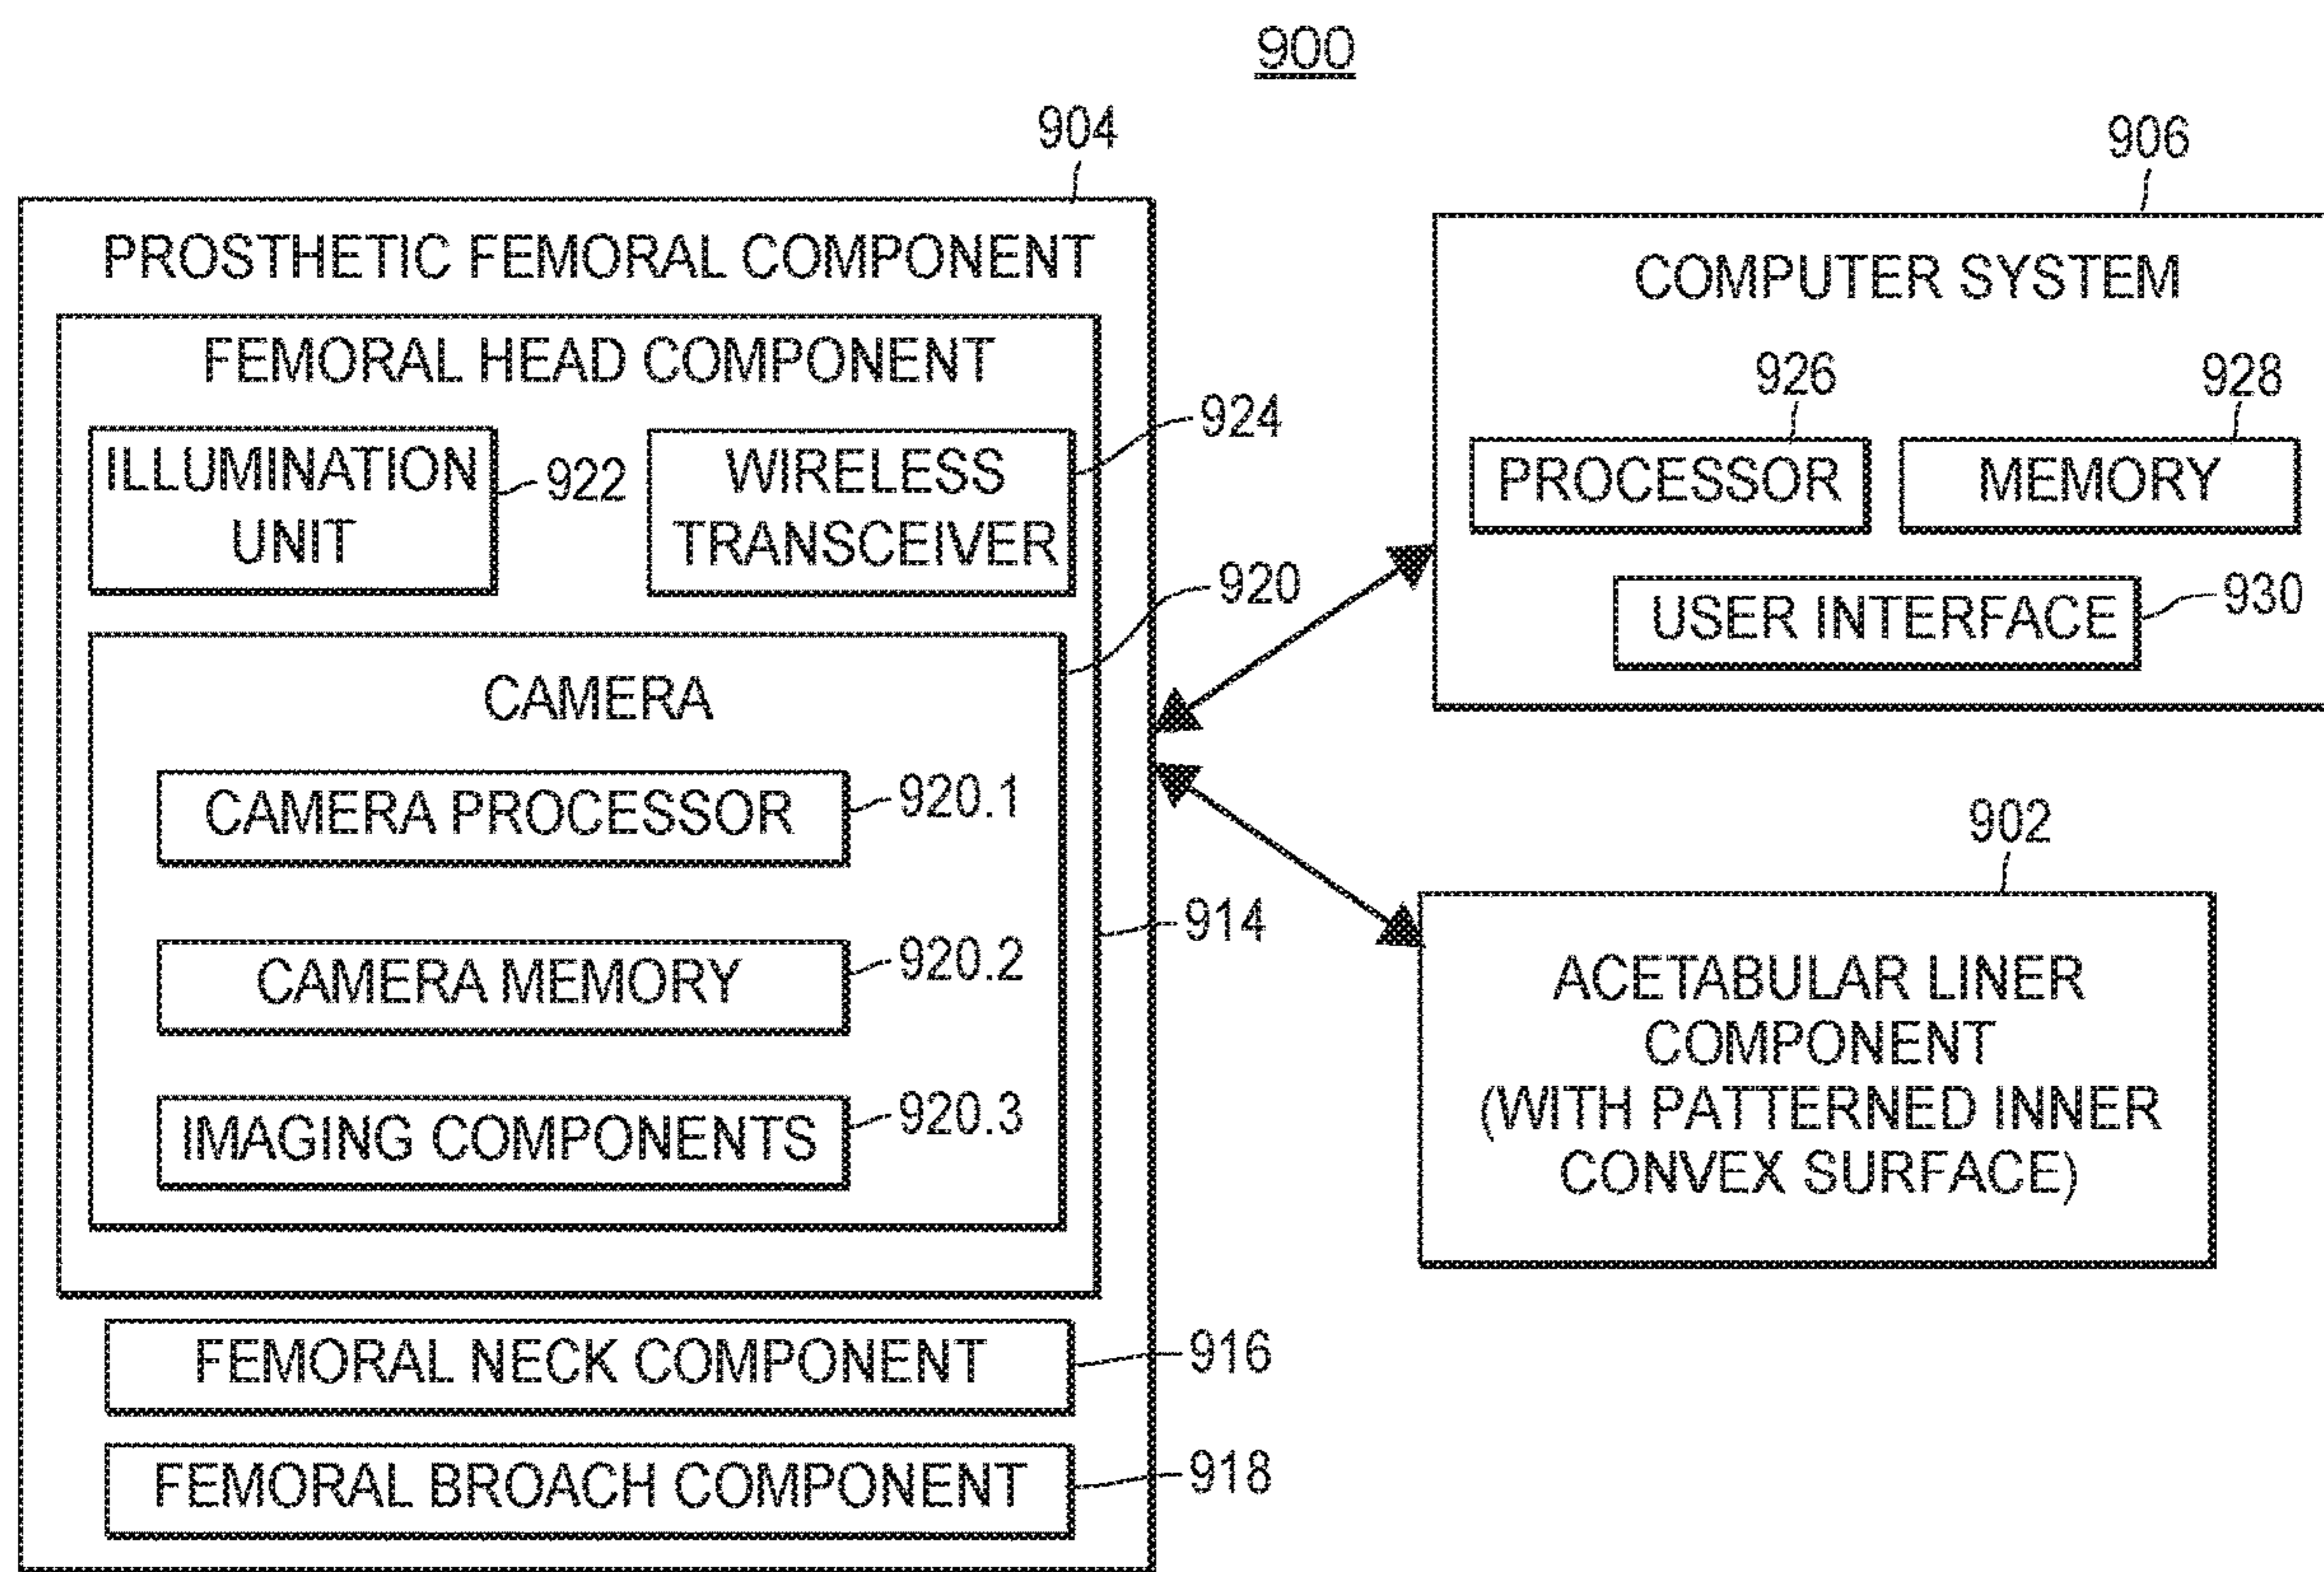 900
904
906
PROSTHETIC FEMORAL COMPONENT
FEMORAL HEAD COMPONENT
ILLUMINATION
UNIT
922
WIRELESS
TRANSCEIVER
924
920
CAMERA
CAMERA PROCESSOR
920.1
CAMERA MEMORY
920.2
IMAGING COMPONENTS
920.3
914
FEMORAL NECK COMPONENT
916
FEMORAL BROACH COMPONENT
918
COMPUTER SYSTEM
926
928
PROCESSOR
MEMORY
USER INTERFACE
930
902
ACETABULAR LINER
COMPONENT
(WITH PATTERNED INNER
CONVEX SURFACE)